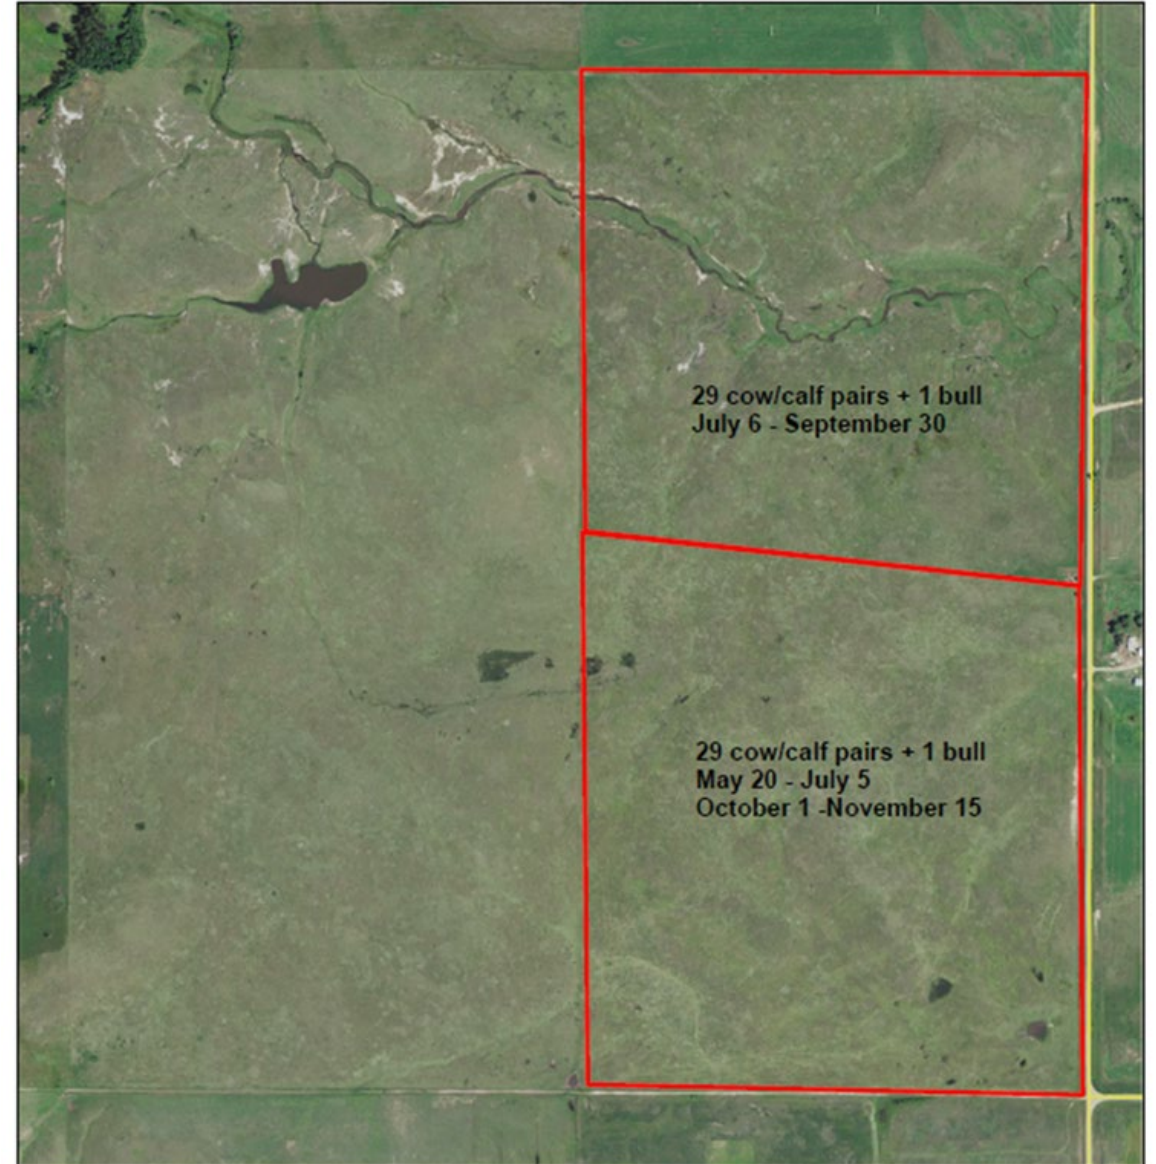 29 cow/calf pairs + 1 bull
July 6 - September 30
29 cow/calf pairs + 1 bull
May 20 - July 5
October 1 -November 15